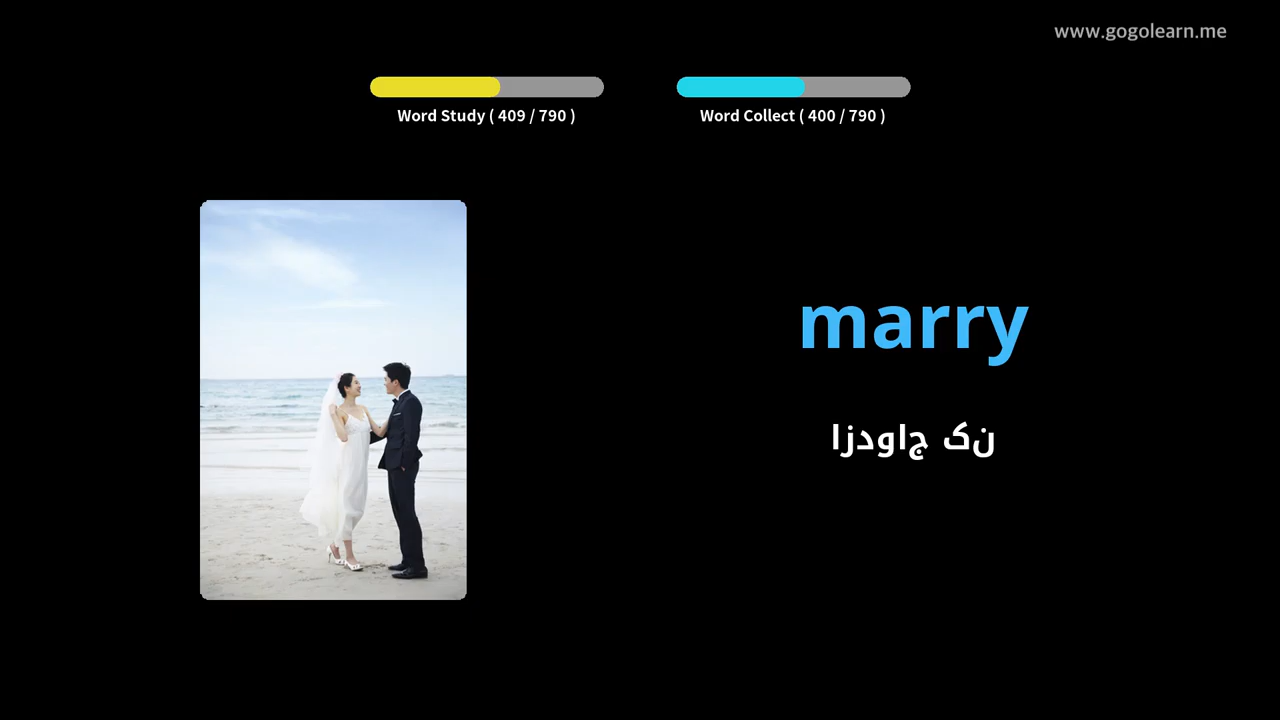 www.gogolearn.me
Word Study ( 409 / 790 )
Word Collect ( 400 / 790 )
marry
ازدواج کن